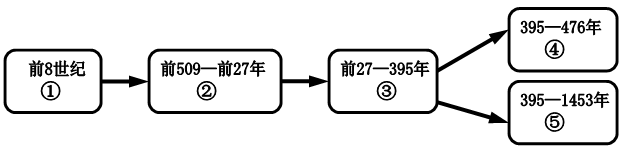 前8世纪
①
前509—前27年
②
前27—395年
③
395—476年
④
395—1453年
⑤